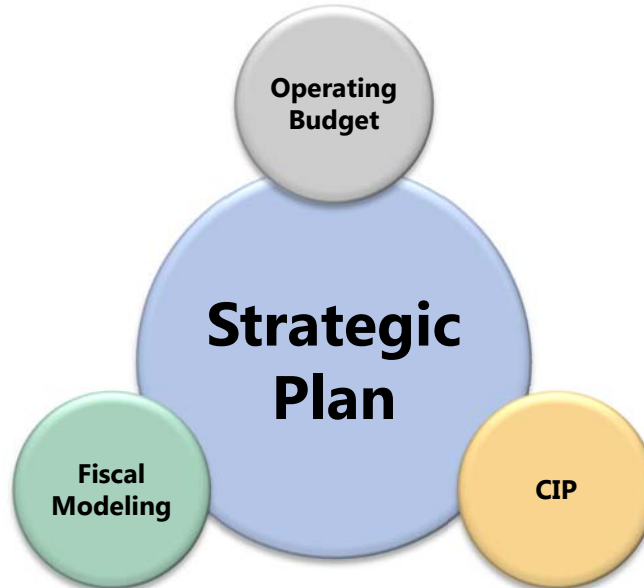 Operating
Budget
Strategic
Plan
Fiscal
Modeling
CIP